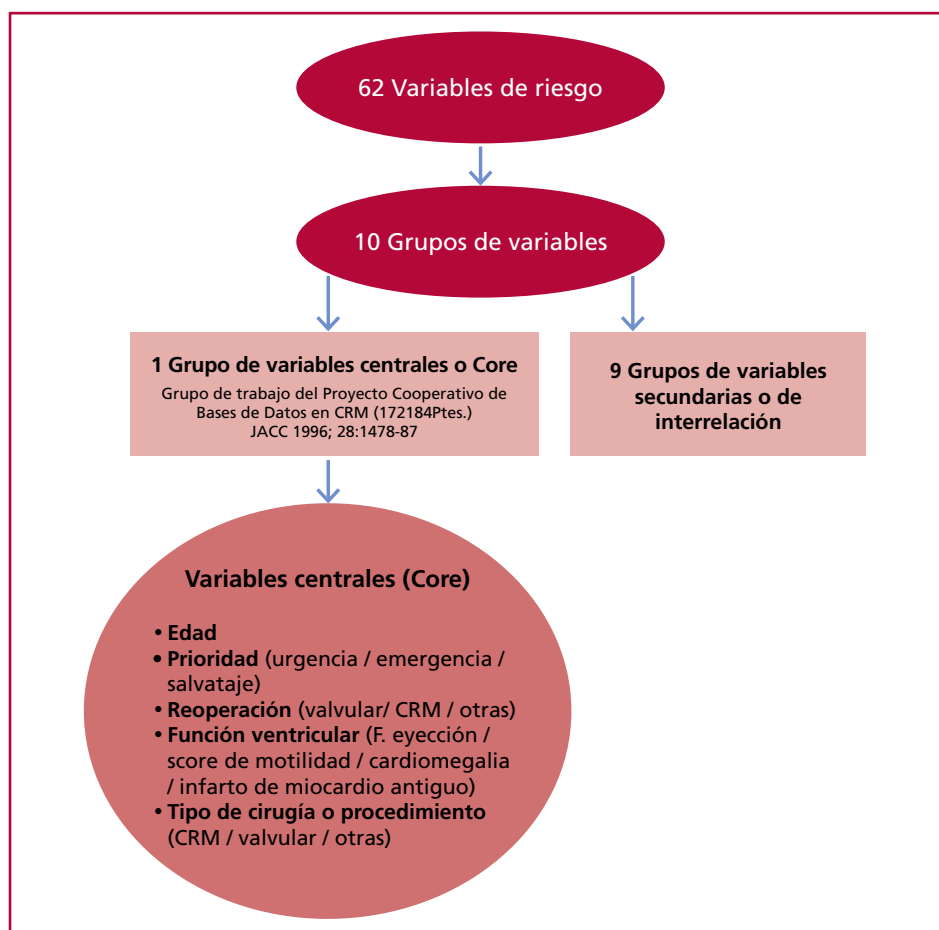 62 Variables de riesgo
10 Grupos de variables
1 Grupo de variables centrales o Core
Grupo de trabajo del Proyecto Cooperativo de
Bases de Datos en CRM (172184Ptes.)
JACC 1996; 28:1478-87
9 Grupos de variables
secundarias o de
interrelación
Variables centrales (Core)
• Edad
• Prioridad (urgencia / emergencia /
salvataje)
• Reoperación (valvular/ CRM / otras)
• Función ventricular (F. eyección /
score de motilidad / cardiomegalia
/ infarto de miocardio antiguo)
• Tipo de cirugía o procedimiento
(CRM / valvular / otras)